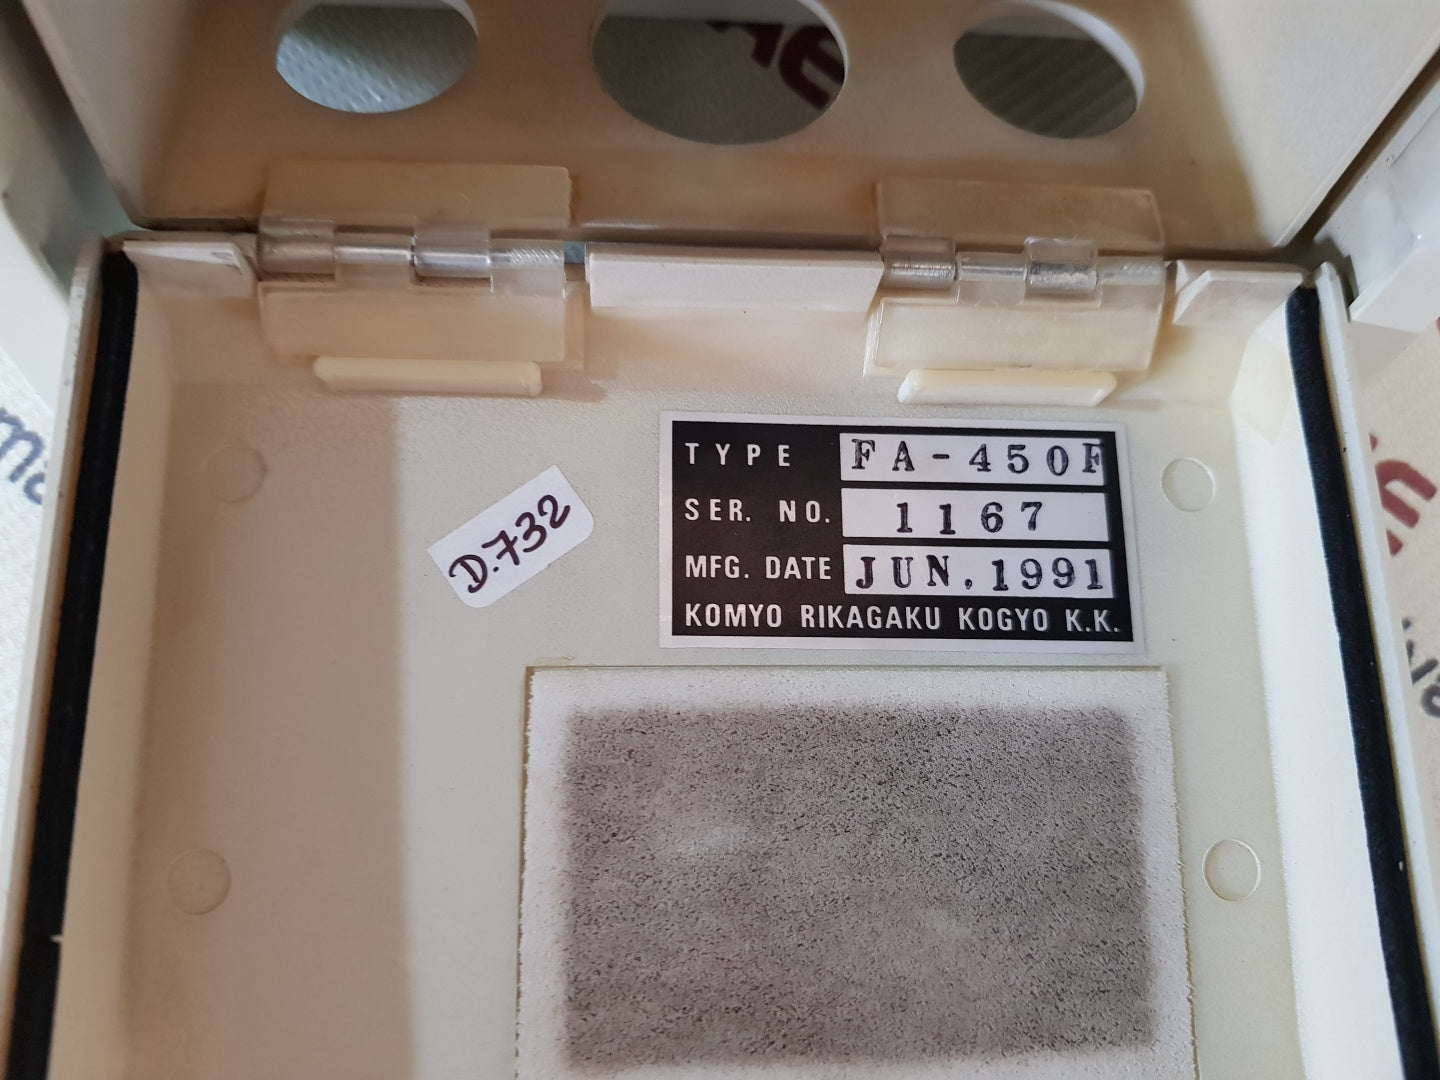 TYPE FA-450F
SER. NO. 1167
MFG. DATE JUN.1991
KOMYO RIKAGAKU KOGYO K.K.
D.732